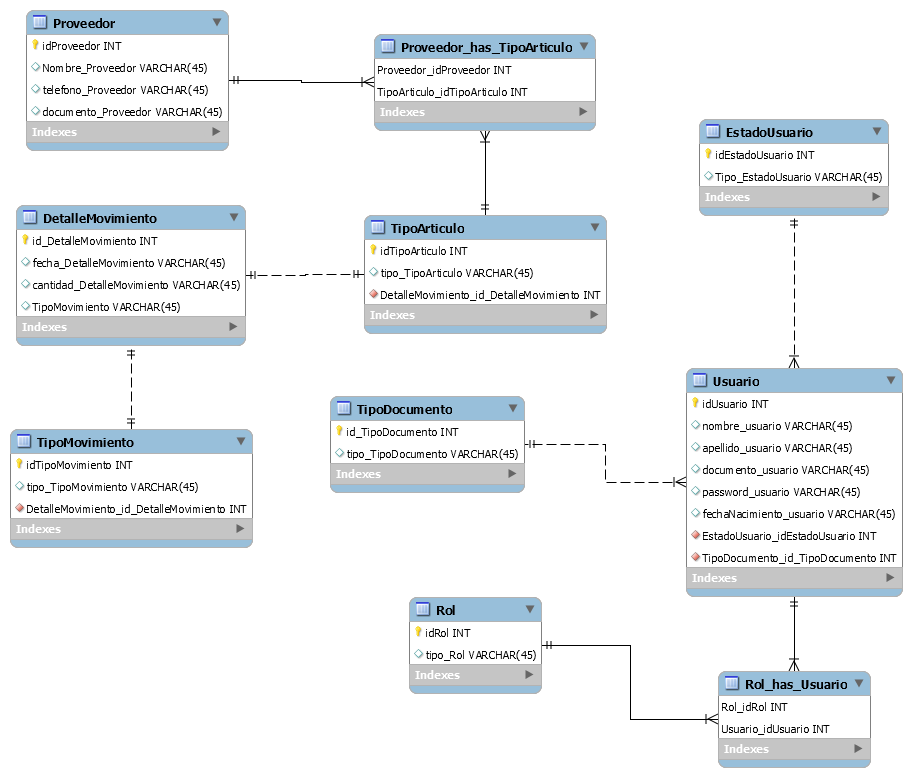 Proveedor
idProveedor INT
Nombre_Proveedor VARCHAR(45)
telefono_Proveedor VARCHAR(45)
documento_Proveedor VARCHAR(45)
Indexes
Proveedor_has_TipoArticulo
Proveedor_idProveedor INT
TipoArticulo_idTipoArticulo INT
Indexes
EstadoUsuario
idEstadoUsuario INT
Tipo_EstadoUsuario VARCHAR(45)
Indexes
DetalleMovimiento
id_DetalleMovimiento INT
fecha_DetalleMovimiento VARCHAR(45)
cantidad_DetalleMovimiento VARCHAR(45)
TipoMovimiento VARCHAR(45)
Indexes
TipoArticulo
idTipoArticulo INT
tipo_TipoArticulo VARCHAR(45)
DetalleMovimiento_id_DetalleMovimiento INT
Indexes
TipoMovimiento
idTipoMovimiento INT
tipo_TipoMovimiento VARCHAR(45)
DetalleMovimiento_id_DetalleMovimiento INT
Indexes
TipoDocumento
id_TipoDocumento INT
tipo_TipoDocumento VARCHAR(45)
Indexes
Usuario
idUsuario INT
nombre_usuario VARCHAR(45)
apellido_usuario VARCHAR(45)
documento_usuario VARCHAR(45)
password_usuario VARCHAR(45)
fechaNacimiento_usuario VARCHAR(45)
EstadoUsuario_idEstadoUsuario INT
TipoDocumento_id_TipoDocumento INT
Indexes
Rol
idRol INT
tipo_Rol VARCHAR(45)
Indexes
Rol_has_Usuario
Rol_idRol INT
Usuario_idUsuario INT
Indexes